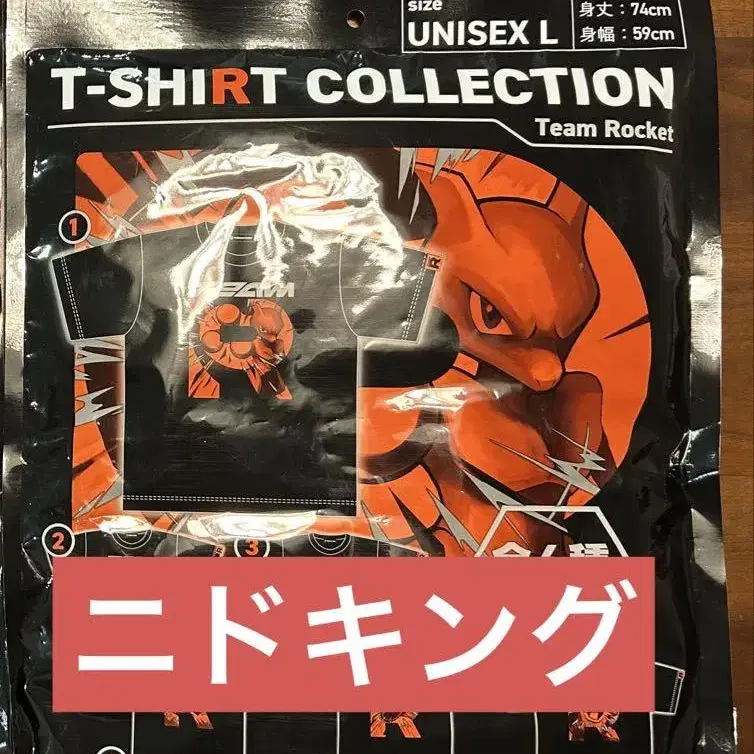 size
UNISEX L
身丈：74cm
身幅：59cm
T-SHIRT COLLECTION
Team Rocket
1
R
TEAM
R
2
3
ニドキング